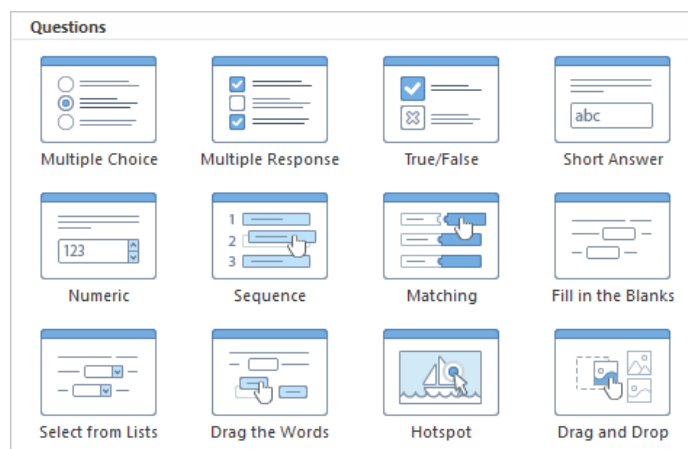 Questions
Multiple Choice
Multiple Response
True/False
abc
Short Answer
123
Numeric
1
2
3
Sequence
Matching
Fill in the Blanks
Select from Lists
Drag the Words
Hotspot
Drag and Drop